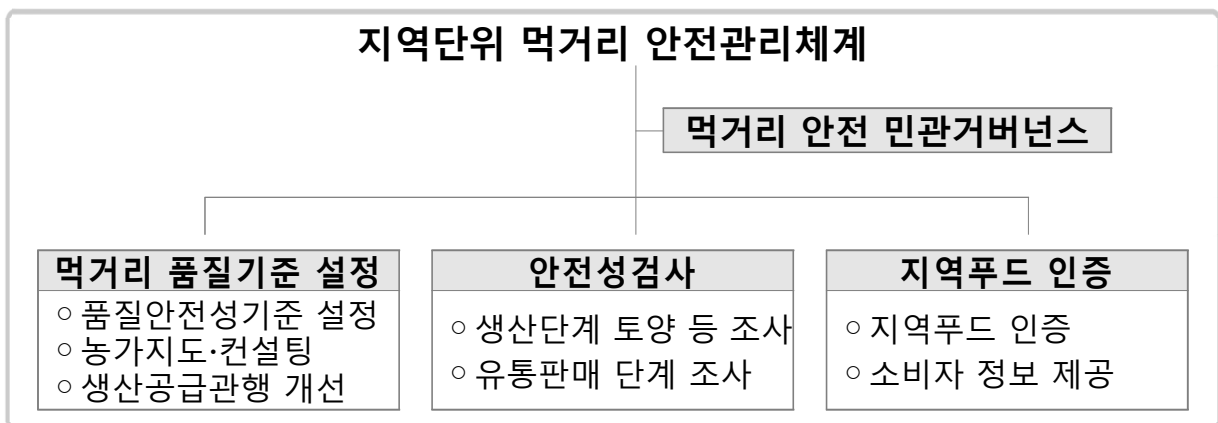 지역단위 먹거리 안전관리체계
먹거리 안전 민관거버넌스
먹거리 품질기준 설정
○ 품질안전성기준 설정
○ 농가지도·컨설팅
○ 생산공급관행 개선
안전성검사
○ 생산단계 토양 등 조사
○ 유통판매 단계 조사
지역푸드 인증
○ 지역푸드 인증
○ 소비자 정보 제공